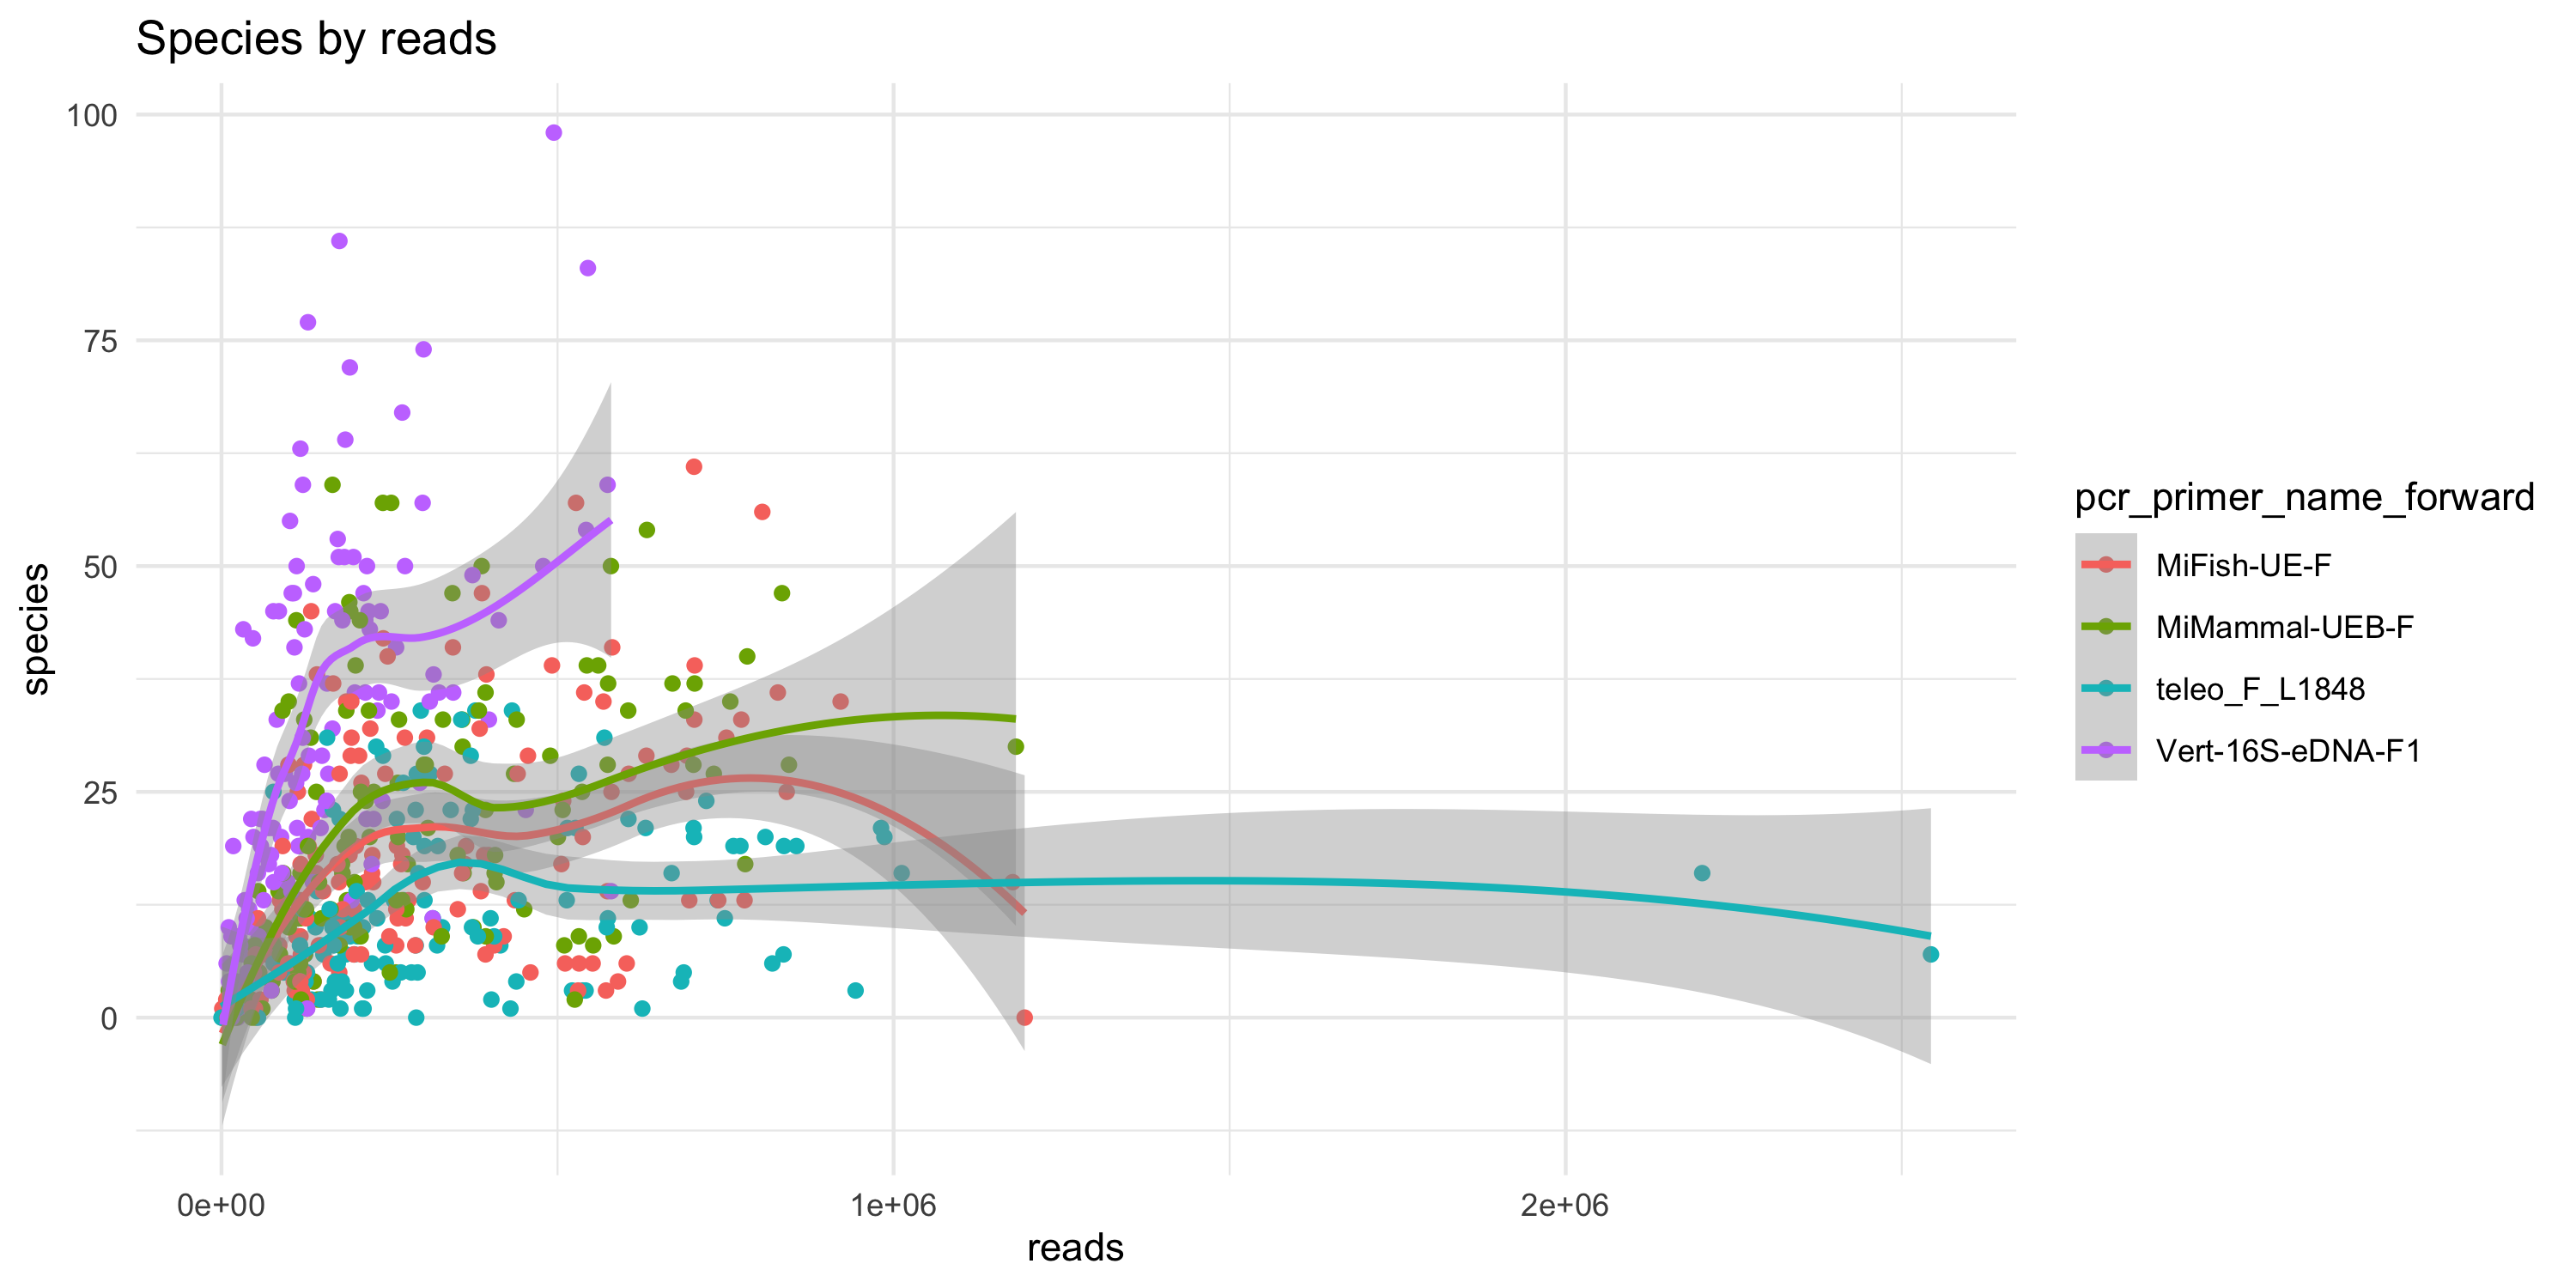 Species by reads
100
75
50
25
0
species
0e+00
1e+06
2e+06
reads
pcr_primer_name_forward
MiFish-UE-F
MiMammal-UEB-F
teleo_F_L1848
Vert-16S-eDNA-F1